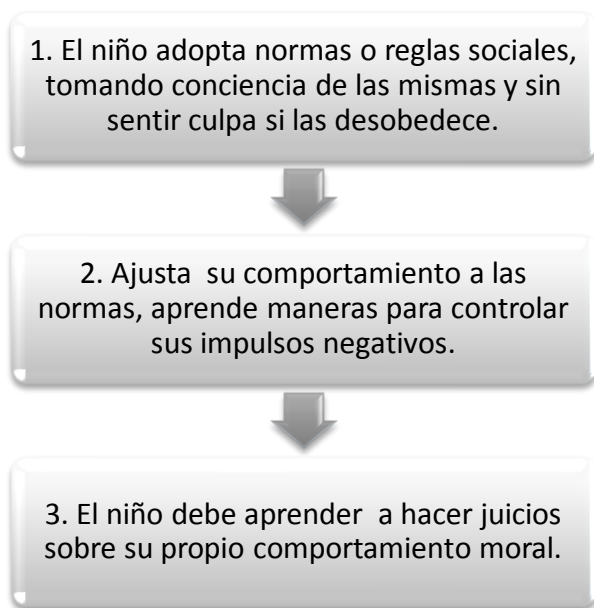 1. El niño adopta normas o reglas sociales,
tomando conciencia de las mismas y sin
sentir culpa si las desobedece.
2. Ajusta  su comportamiento a las
normas, aprende maneras para controlar
sus impulsos negativos.
3. El niño debe aprender  a hacer juicios
sobre su propio comportamiento moral.